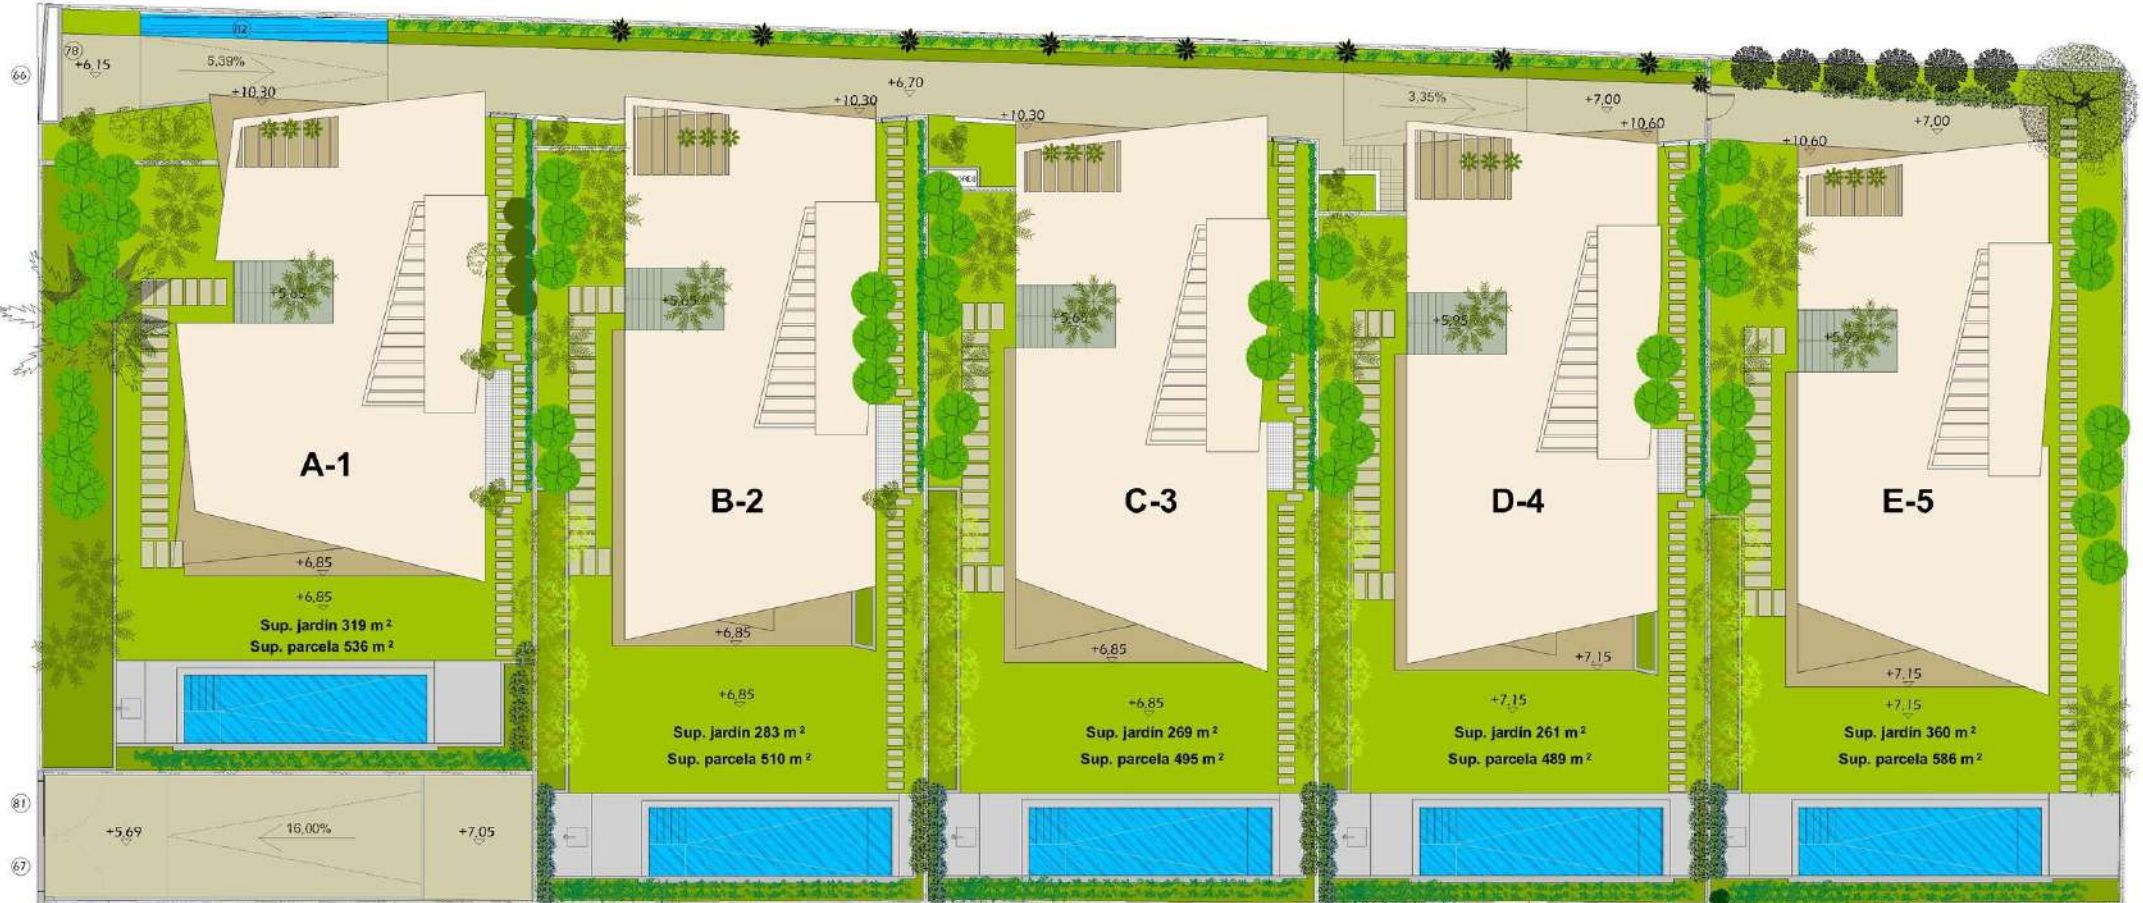 112
78
+6,15
5,39%
66
+6,70
+10,30
+10,30
+10,30
3,35%
+7,00
+10,60
+7,00
+10,60
+5,65
+5,65
+5,65
+5,95
+5,95
A-1
B-2
C-3
D-4
E-5
+6,85
+6,85
Sup. jardín 319 m²
Sup. parcela 536 m²
+6,85
+6,85
Sup. jardín 283 m²
Sup. parcela 510 m²
+6,85
+6,85
Sup. jardín 269 m²
Sup. parcela 495 m²
+7,15
+7,15
Sup. jardín 261 m²
Sup. parcela 489 m²
+7,15
+7,15
Sup. jardín 360 m²
Sup. parcela 586 m²
81
+5,69
16,00%
+7,05
67